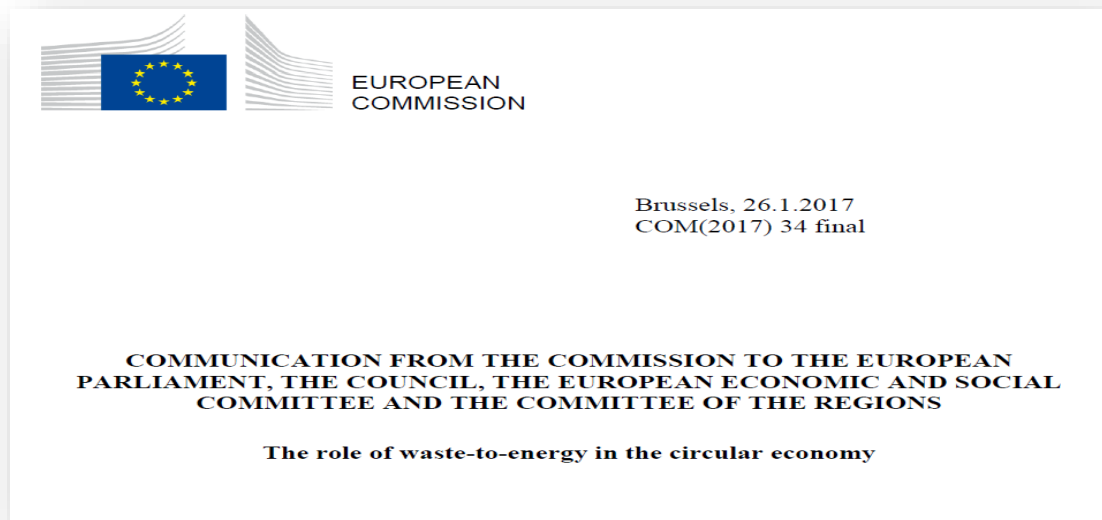 EUROPEAN
COMMISSION
Brussels, 26.1.2017
COM(2017) 34 final
COMMUNICATION FROM THE COMMISSION TO THE EUROPEAN
PARLIAMENT, THE COUNCIL, THE EUROPEAN ECONOMIC AND SOCIAL
COMMITTEE AND THE COMMITTEE OF THE REGIONS
The role of waste-to-energy in the circular economy